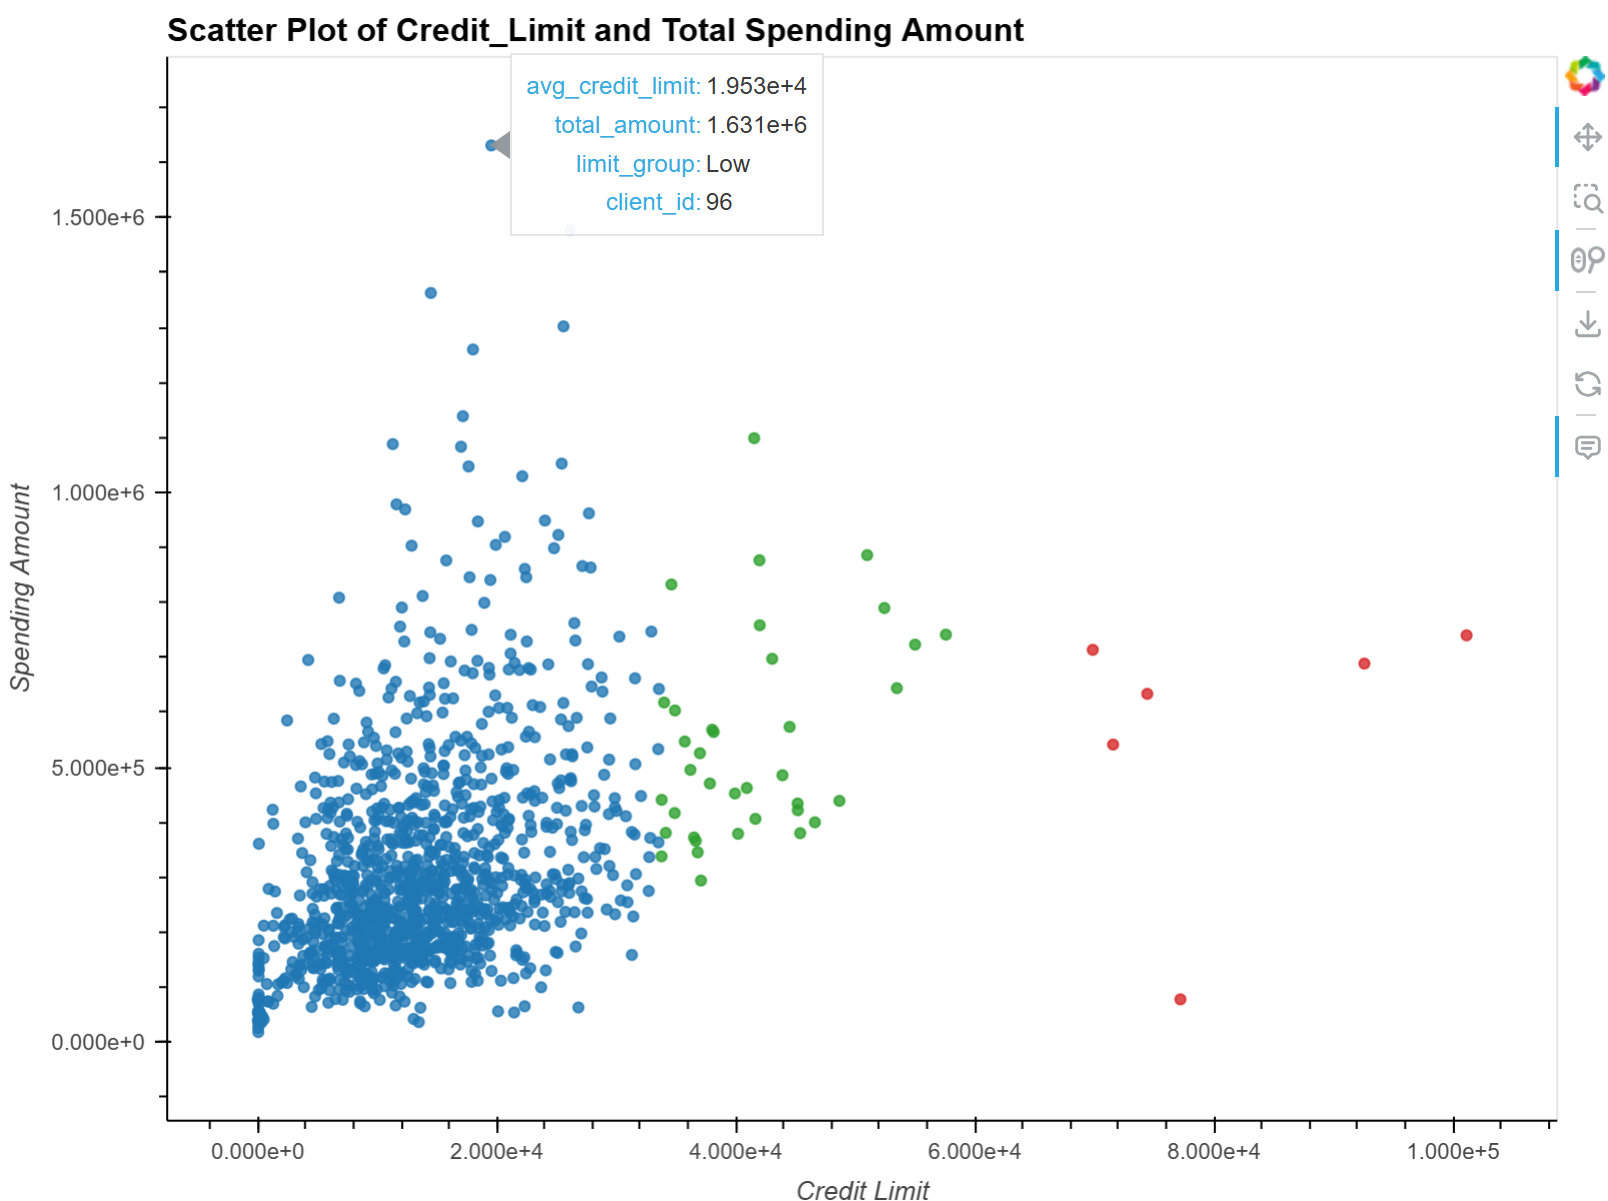 Scatter Plot of Credit_Limit and Total Spending Amount
avg_credit_limit: 1.953e+4
total_amount: 1.631e+6
limit_group: Low
client_id: 96
1.500e+6
1.000e+6
5.000e+5
0.000e+0
Spending Amount
0.000e+0 2.000e+4 4.000e+4 6.000e+4 8.000e+4 1.000e+5
Credit Limit